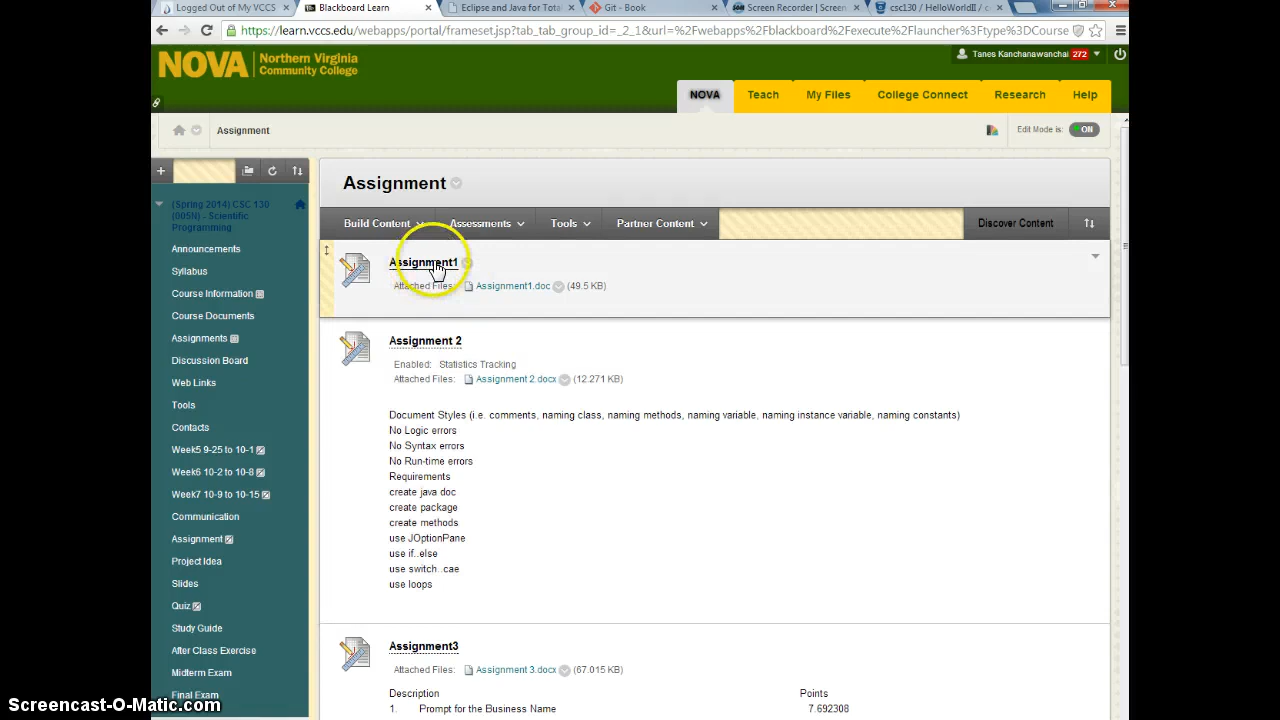 Logged Out of My VCCS
Blackboard Learn
Eclipse and Java for Tota
Git - Book
Screen Recorder | Screen
csc130 / HelloWorldII / c
https://learn.vccs.edu/webapps/portal/frameset.jsp?tab_tab_group_id=_2_1&url=%2Fwebapps%2Fblackboard%2Fexecute%2Flauncher%3Ftype%3DCourse
NOVA
Northern Virginia
Community College
Tanes Kanchanawanchai 272
NOVA
Teach
My Files
College Connect
Research
Help
Assignment
Edit Mode is:
ON
(Spring 2014) CSC 130
(005N) - Scientific
Programming
Announcements
Syllabus
Course Information
Course Documents
Assignments
Discussion Board
Web Links
Tools
Contacts
Week5 9-25 to 10-1
Week6 10-2 to 10-8
Week7 10-9 to 10-15
Communication
Assignment
Project Idea
Slides
Quiz
Study Guide
After Class Exercise
Midterm Exam
Final Exam
Assignment
Build Content
Assessments
Tools
Partner Content
Discover Content
Assignment1
Attached Files: Assignment1.doc (49.5 KB)
Assignment 2
Enabled: Statistics Tracking
Attached Files: Assignment 2.docx (12.271 KB)
Document Styles (i.e. comments, naming class, naming methods, naming variable, naming instance variable, naming constants)
No Logic errors
No Syntax errors
No Run-time errors
Requirements
create java doc
create package
create methods
use JOptionPane
use if..else
use switch..cae
use loops
Assignment3
Attached Files: Assignment 3.docx (67.015 KB)
Description Points
1. Prompt for the Business Name 7.692308
Screencast-O-Matic.com